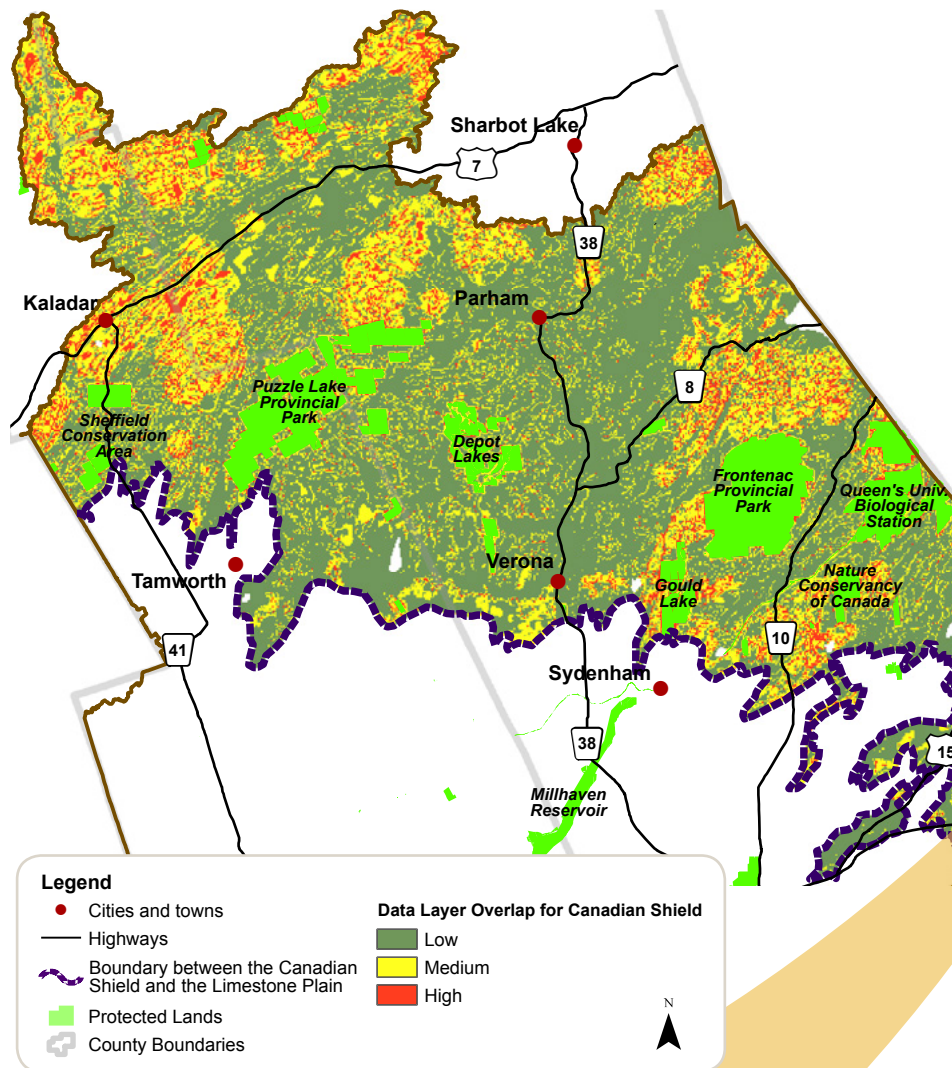 Sharbot Lake
7
38
Kaladar
Parham
8
Puzzle Lake
Provincial
Park
Sheffield
Conservation
Area
Depot
Lakes
Frontenac
Provincial
Park
Queen's Univ.
Biological
Station
Verona
Tamworth
Gould
Lake
Nature
Conservancy
of Canada
10
41
Sydenham
38
15
Millhaven
Reservoir
Legend
Cities and towns
Highways
Boundary between the Canadian
Shield and the Limestone Plain
Protected Lands
County Boundaries
Data Layer Overlap for Canadian Shield
Low
Medium
High
N